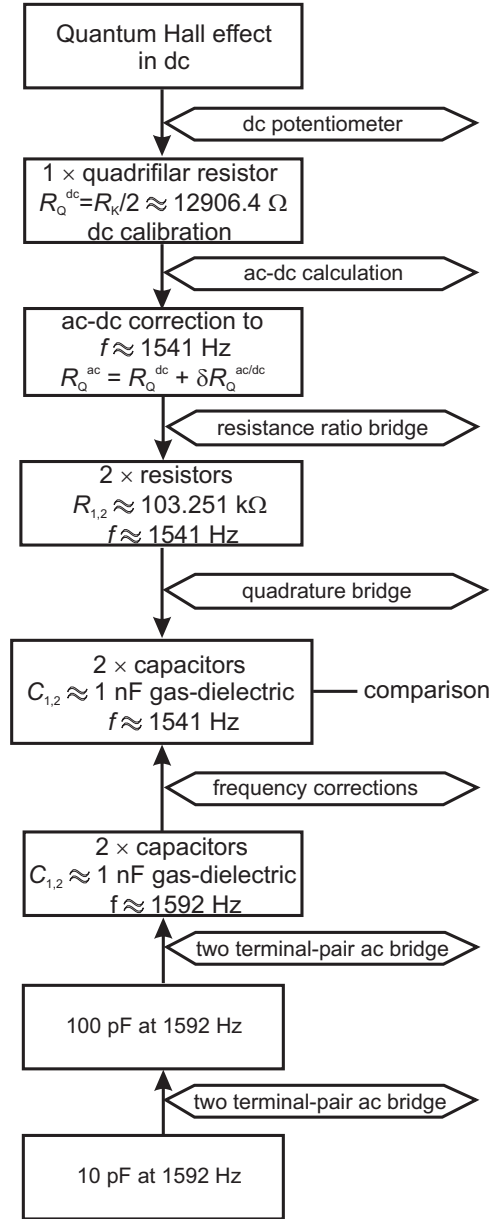 Quantum Hall effect
in dc
dc potentiometer
1 × quadrifilar resistor
R_Q^dc=R_K/2 ≈ 12906.4 Ω
dc calibration
ac-dc calculation
ac-dc correction to
f ≈ 1541 Hz
R_Q^ac = R_Q^dc + δR_Q^ac/dc
resistance ratio bridge
2 × resistors
R_1,2 ≈ 103.251 kΩ
f ≈ 1541 Hz
quadrature bridge
2 × capacitors
C_1,2 ≈ 1 nF gas-dielectric
f ≈ 1541 Hz
comparison
frequency corrections
2 × capacitors
C_1,2 ≈ 1 nF gas-dielectric
f ≈ 1592 Hz
two terminal-pair ac bridge
100 pF at 1592 Hz
two terminal-pair ac bridge
10 pF at 1592 Hz